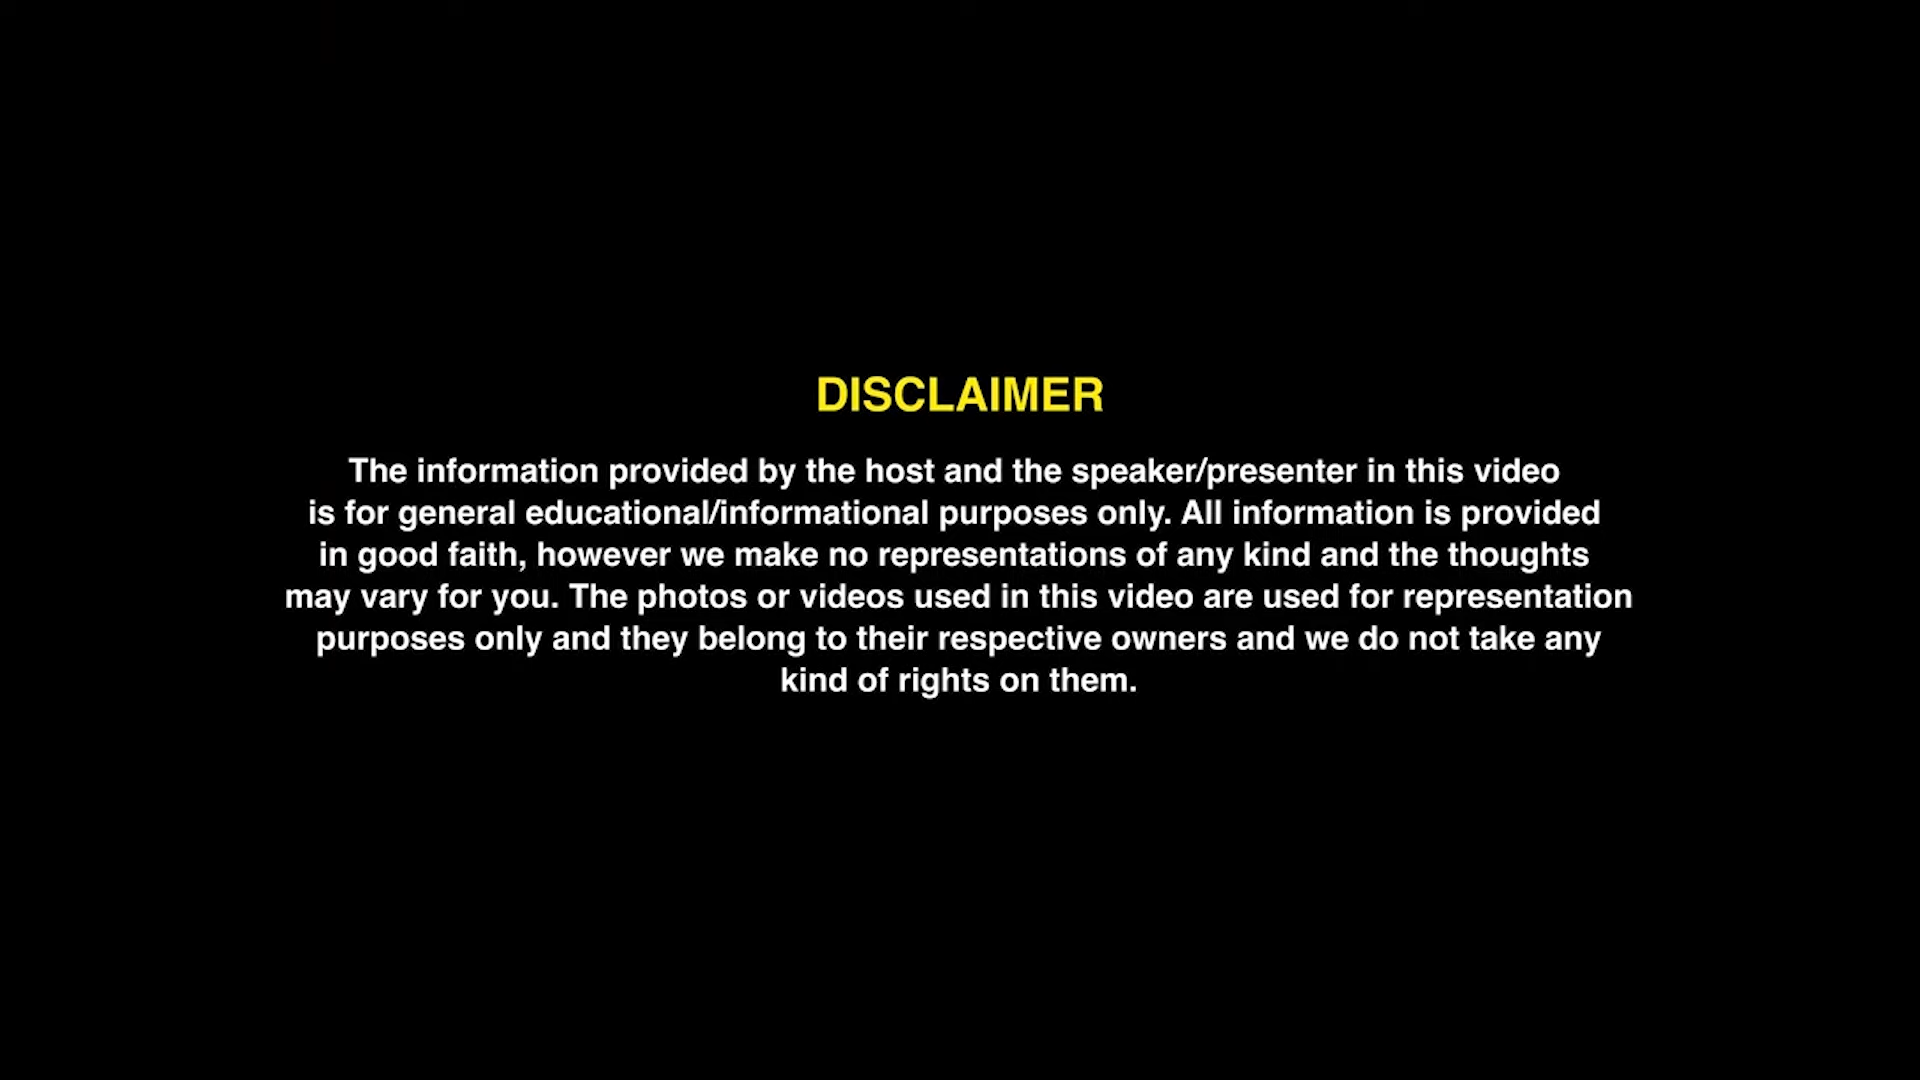 DISCLAIMER
The information provided by the host and the speaker/presenter in this video
is for general educational/informational purposes only. All information is provided
in good faith, however we make no representations of any kind and the thoughts
may vary for you. The photos or videos used in this video are used for representation
purposes only and they belong to their respective owners and we do not take any
kind of rights on them.